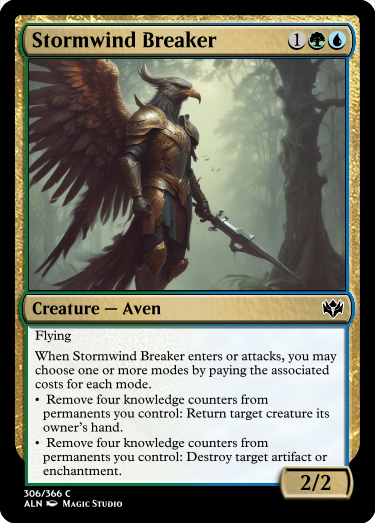 Stormwind Breaker 1
Creature — Aven
Flying
When Stormwind Breaker enters or attacks, you may
choose one or more modes by paying the associated
costs for each mode.
• Remove four knowledge counters from
permanents you control: Return target creature its
owner's hand.
• Remove four knowledge counters from
permanents you control: Destroy target artifact or
enchantment.
2/2
306/366 C
ALN Magic Studio